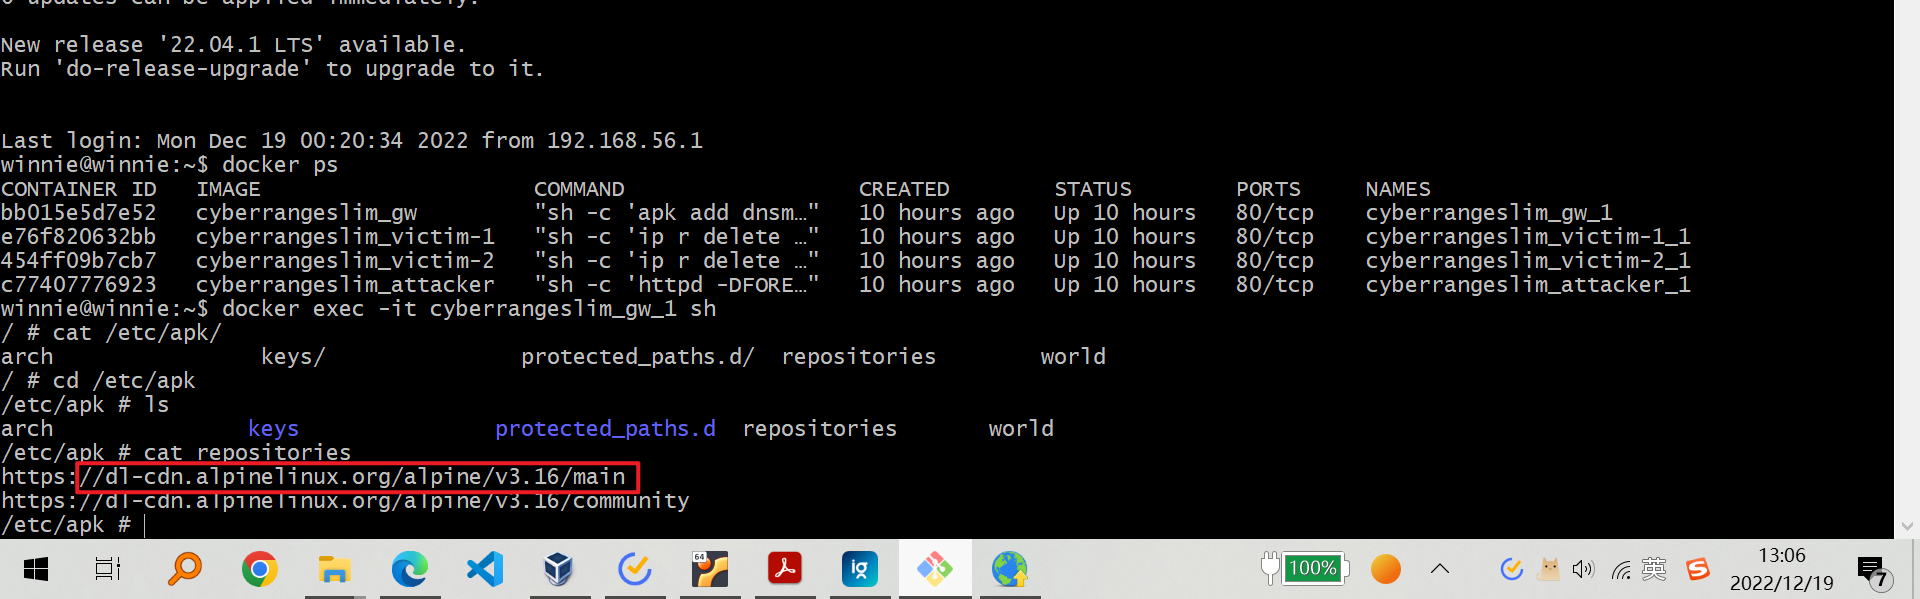 0 updates can be applied immediately.
New release '22.04.1 LTS' available.
Run 'do-release-upgrade' to upgrade to it.
Last login: Mon Dec 19 00:20:34 2022 from 192.168.56.1
winnie@winnie:~$ docker ps
CONTAINER ID   IMAGE                     COMMAND                  CREATED        STATUS        PORTS     NAMES
bb015e5d7e52   cyberrangeslim_gw         "sh -c 'apk add dnsm…"   10 hours ago   Up 10 hours   80/tcp    cyberrangeslim_gw_1
e76f820632bb   cyberrangeslim_victim-1   "sh -c 'ip r delete …"   10 hours ago   Up 10 hours   80/tcp    cyberrangeslim_victim-1_1
454ff09b7cb7   cyberrangeslim_victim-2   "sh -c 'ip r delete …"   10 hours ago   Up 10 hours   80/tcp    cyberrangeslim_victim-2_1
c77407776923   cyberrangeslim_attacker   "sh -c 'httpd -DFORE…"   10 hours ago   Up 10 hours   80/tcp    cyberrangeslim_attacker_1
winnie@winnie:~$ docker exec -it cyberrangeslim_gw_1 sh
/ # cat /etc/apk/
arch                keys/               protected_paths.d/  repositories        world
/ # cd /etc/apk
/etc/apk # ls
arch               keys               protected_paths.d  repositories       world
/etc/apk # cat repositories
https://dl-cdn.alpinelinux.org/alpine/v3.16/main
https://dl-cdn.alpinelinux.org/alpine/v3.16/community
/etc/apk #
64
ig
100%
英
S
13:06
2022/12/19
7